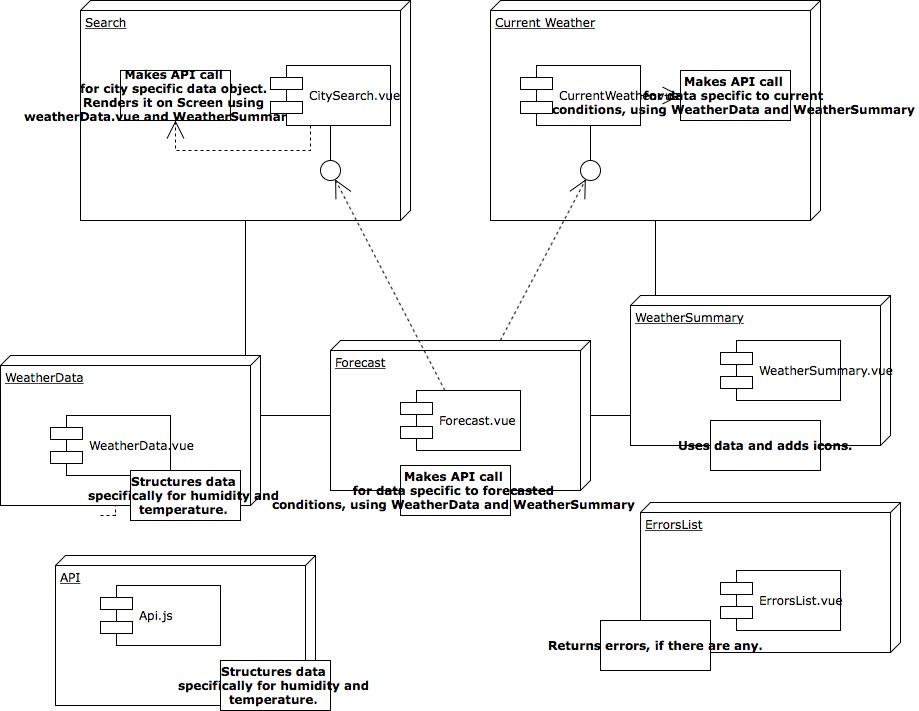 Search
Makes API call
for city specific data object.
Renders it on Screen using
weatherData.vue and WeatherSummar
CitySearch.vue
Current Weather
CurrentWeather.vue
Makes API call
for data specific to current
conditions, using WeatherData and WeatherSummary
WeatherSummary
WeatherSummary.vue
Uses data and adds icons.
Forecast
Forecast.vue
Makes API call
for data specific to forecasted
conditions, using WeatherData and WeatherSummary
WeatherData
WeatherData.vue
Structures data
specifically for humidity and
temperature.
ErrorsList
ErrorsList.vue
Returns errors, if there are any.
API
Api.js
Structures data
specifically for humidity and
temperature.